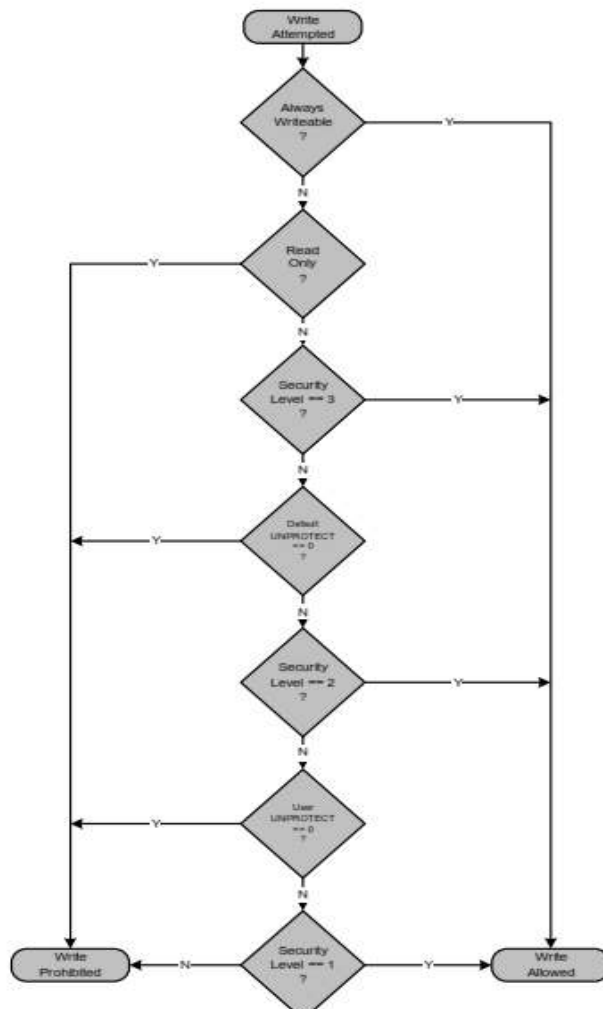 Write
Attempted
Always
Writeable
?
Y
N
Read
Only
?
Y
N
Security
Level == 3
?
Y
N
Default
UNPROTECT
== 0
?
Y
N
Security
Level == 2
?
Y
N
User
UNPROTECT
== 0
?
Y
N
Write
Prohibited
N
Security
Level == 1
?
Y
Write
Allowed